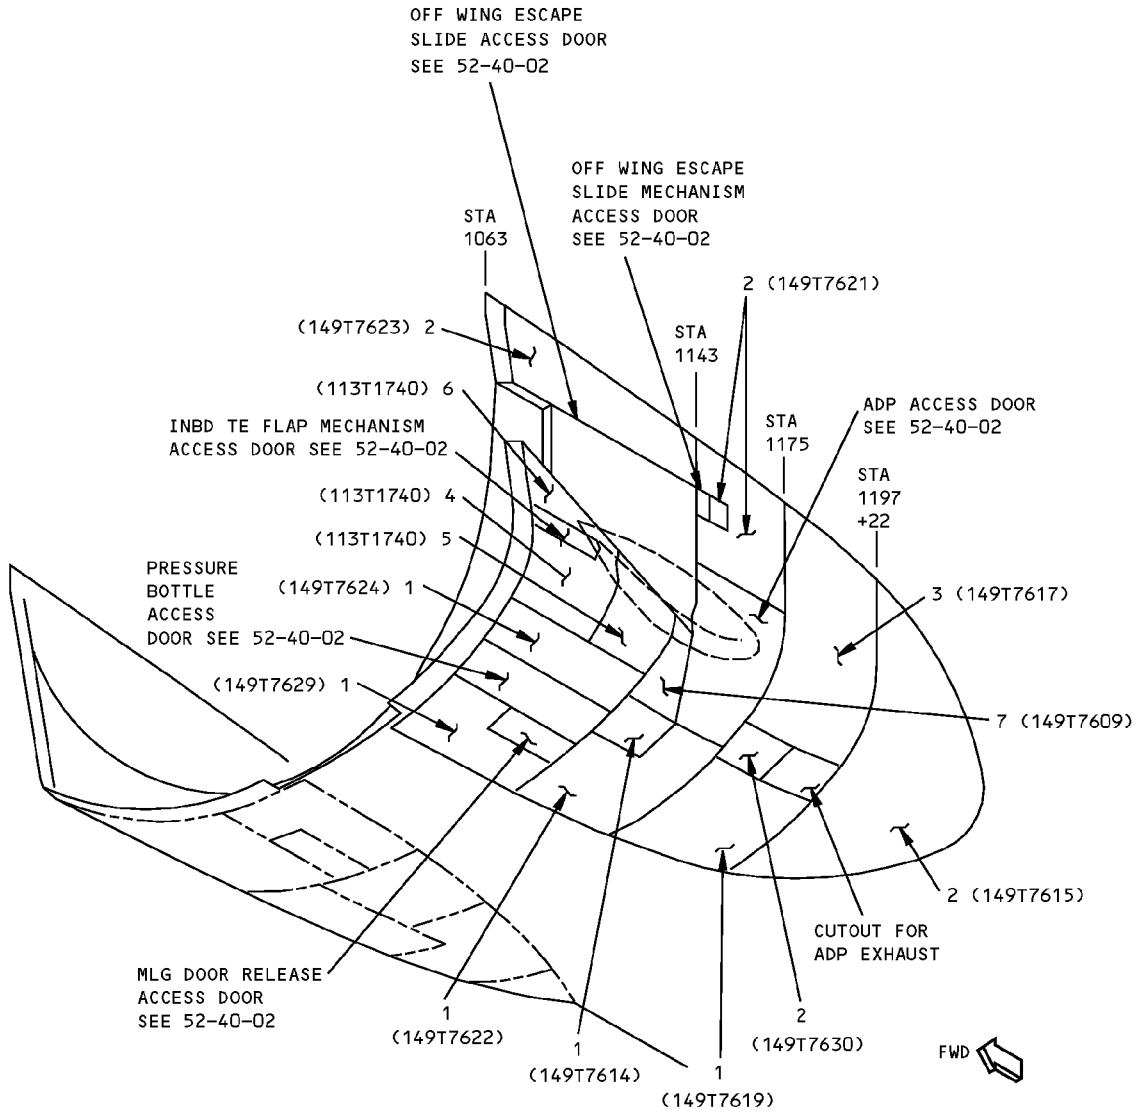 OFF WING ESCAPE
SLIDE ACCESS DOOR
SEE 52-40-02
OFF WING ESCAPE
SLIDE MECHANISM
ACCESS DOOR
SEE 52-40-02
STA
1063
2 (149T7621)
(149T7623) 2
STA
1143
(113T1740) 6
ADP ACCESS DOOR
SEE 52-40-02
INBD TE FLAP MECHANISM
ACCESS DOOR SEE 52-40-02
STA
1175
STA
1197
+22
(113T1740) 4
(113T1740) 5
PRESSURE
BOTTLE
ACCESS
DOOR SEE 52-40-02
(149T7624) 1
3 (149T7617)
(149T7629) 1
7 (149T7609)
2 (149T7615)
CUTOUT FOR
ADP EXHAUST
MLG DOOR RELEASE
ACCESS DOOR
SEE 52-40-02
1
(149T7622)
1
(149T7614)
2
(149T7630)
1
(149T7619)
FWD